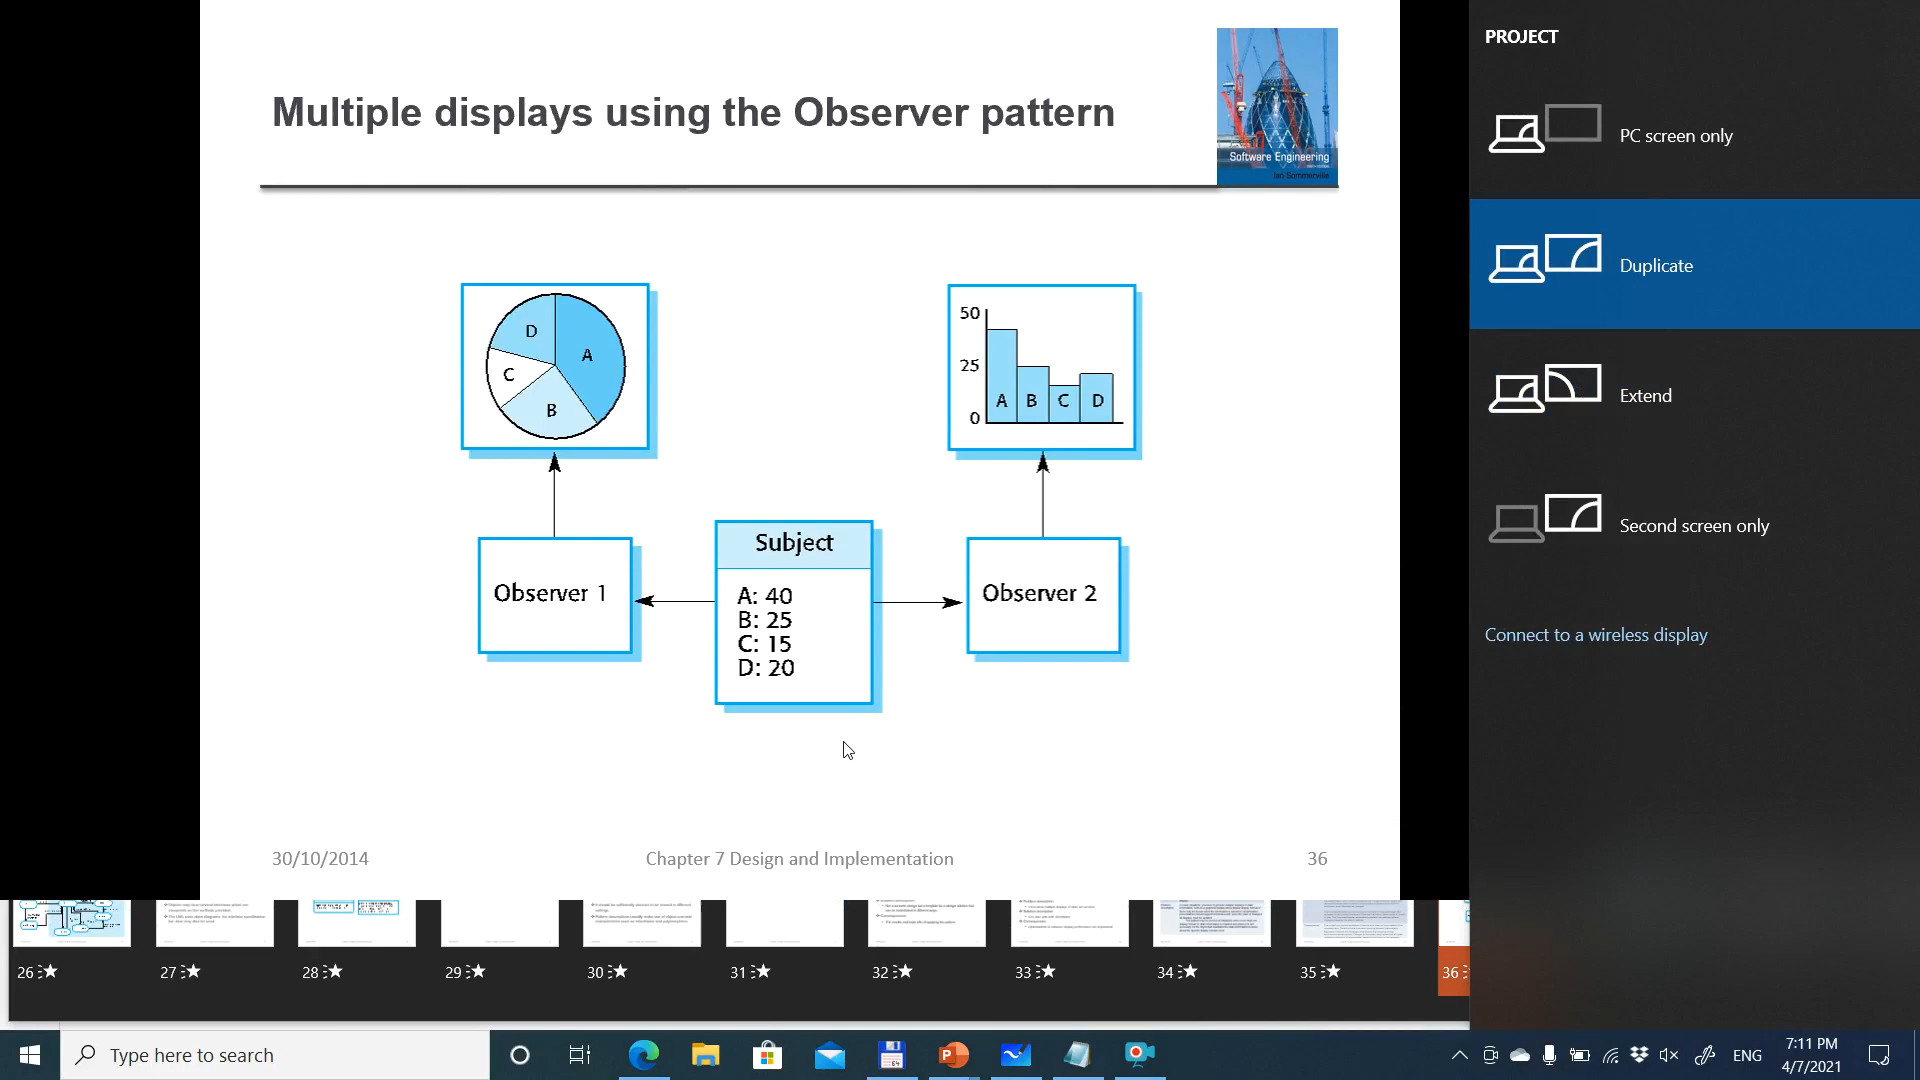 Multiple displays using the Observer pattern
Software Engineering
Ian Sommerville
D
A
C
B
50
25
0
A B C D
Observer 1
Subject
A: 40
B: 25
C: 15
D: 20
Observer 2
30/10/2014
Chapter 7 Design and Implementation
36
26
27
28
29
30
31
32
33
34
35
36
PROJECT
PC screen only
Duplicate
Extend
Second screen only
Connect to a wireless display
Type here to search
ENG
7:11 PM
4/7/2021